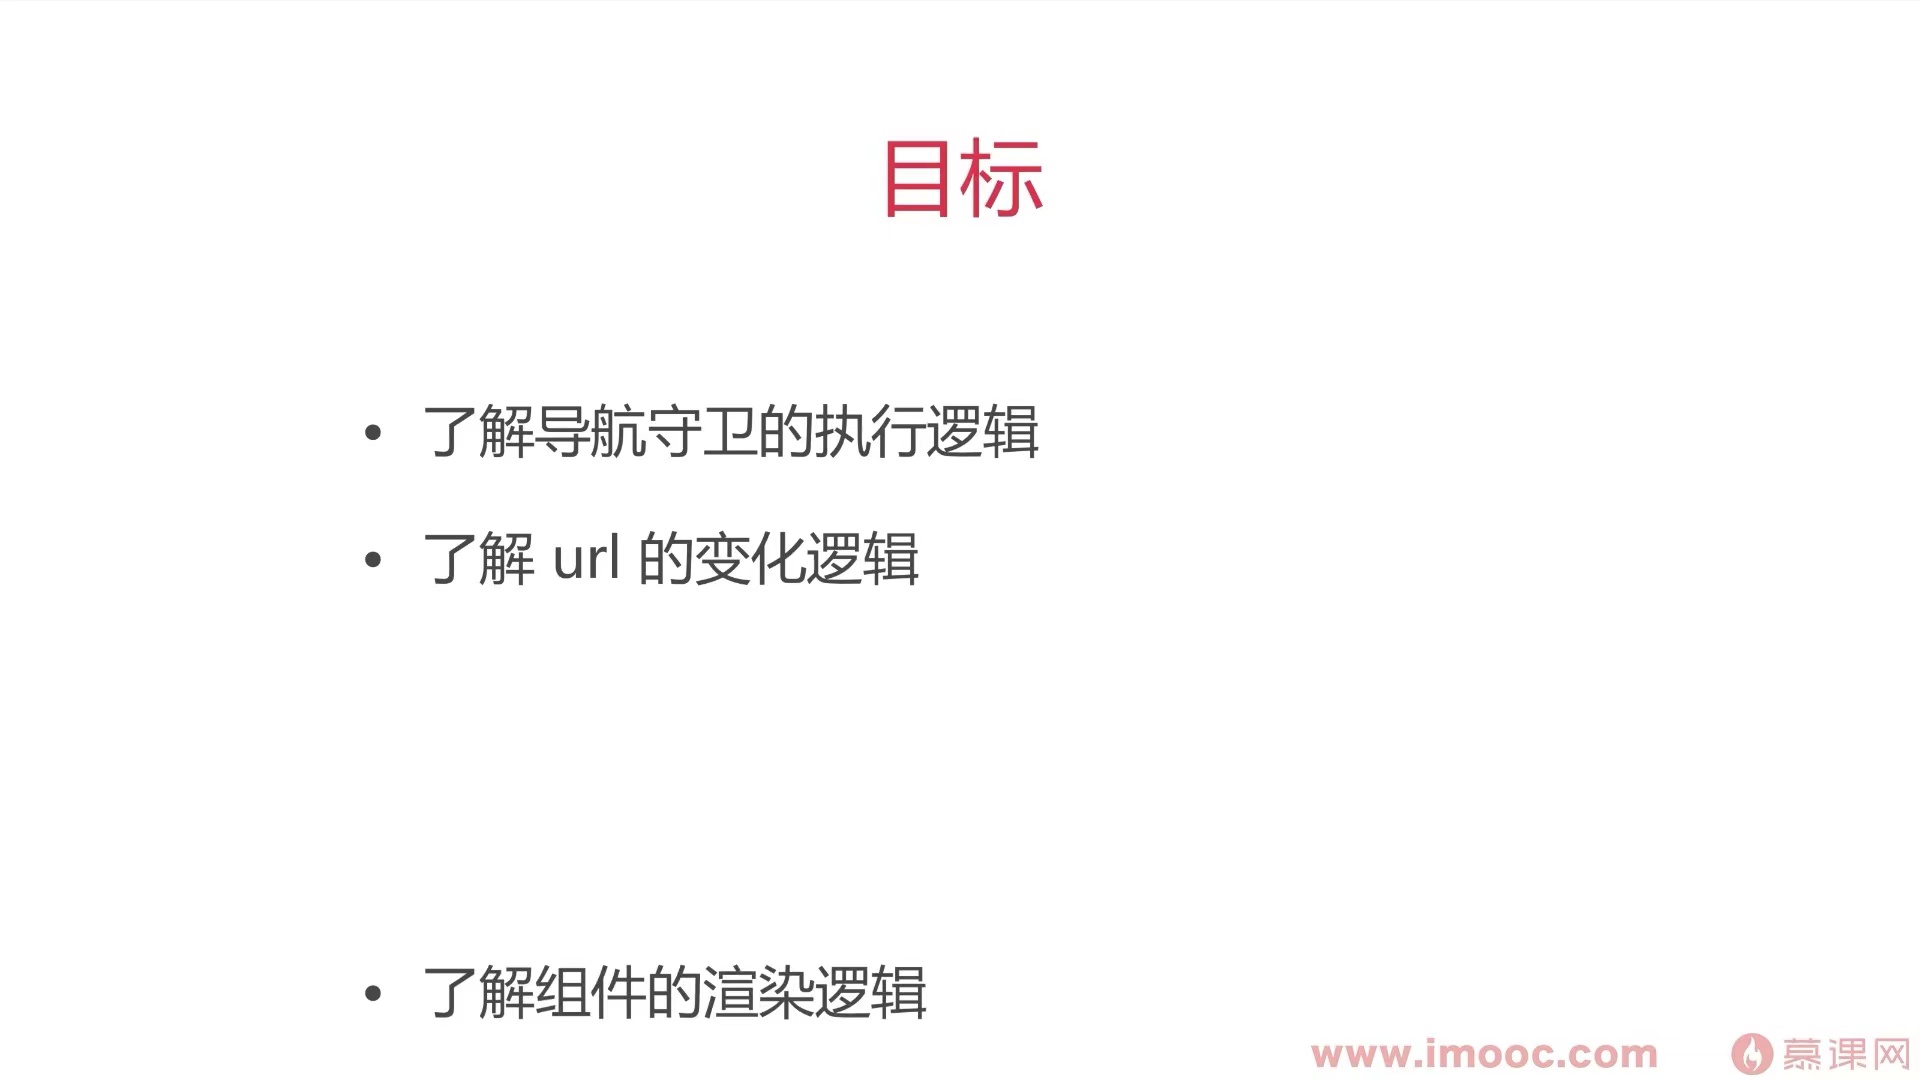 目标
• 了解导航守卫的执行逻辑
• 了解 url 的变化逻辑
• 了解组件的渲染逻辑
www.imooc.com 慕课网